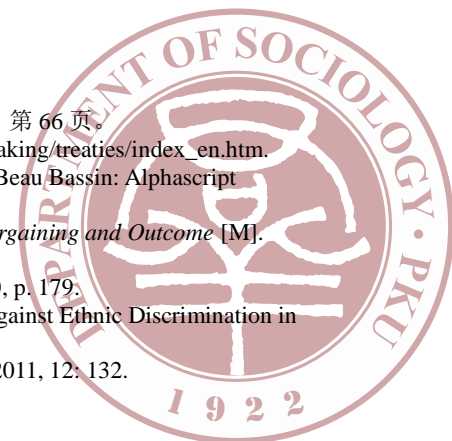 第 66 页。
aking/treaties/index_en.htm.
Beau Bassin: Alphascript
rgaining and Outcome [M].
, p. 179.
gainst Ethnic Discrimination in
2011, 12: 132.
DEPARTMENT OF SOCIOLOGY · PKU
1922